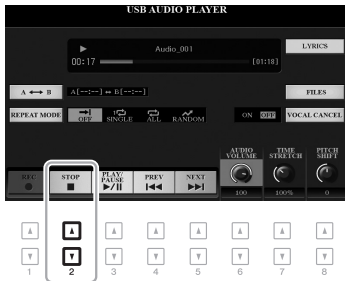 USB AUDIO PLAYER
Audio_001
00:17 [01:18]
LYRICS
A ⟷ B A[--:--] ↔ B[--:--] FILES
REPEAT MODE OFF SINGLE ALL RANDOM ON OFF VOCAL CANCEL
AUDIO VOLUME TIME STRETCH PITCH SHIFT
REC STOP PLAY/PAUSE PREV NEXT
100 100% 0
1 2 3 4 5 6 7 8